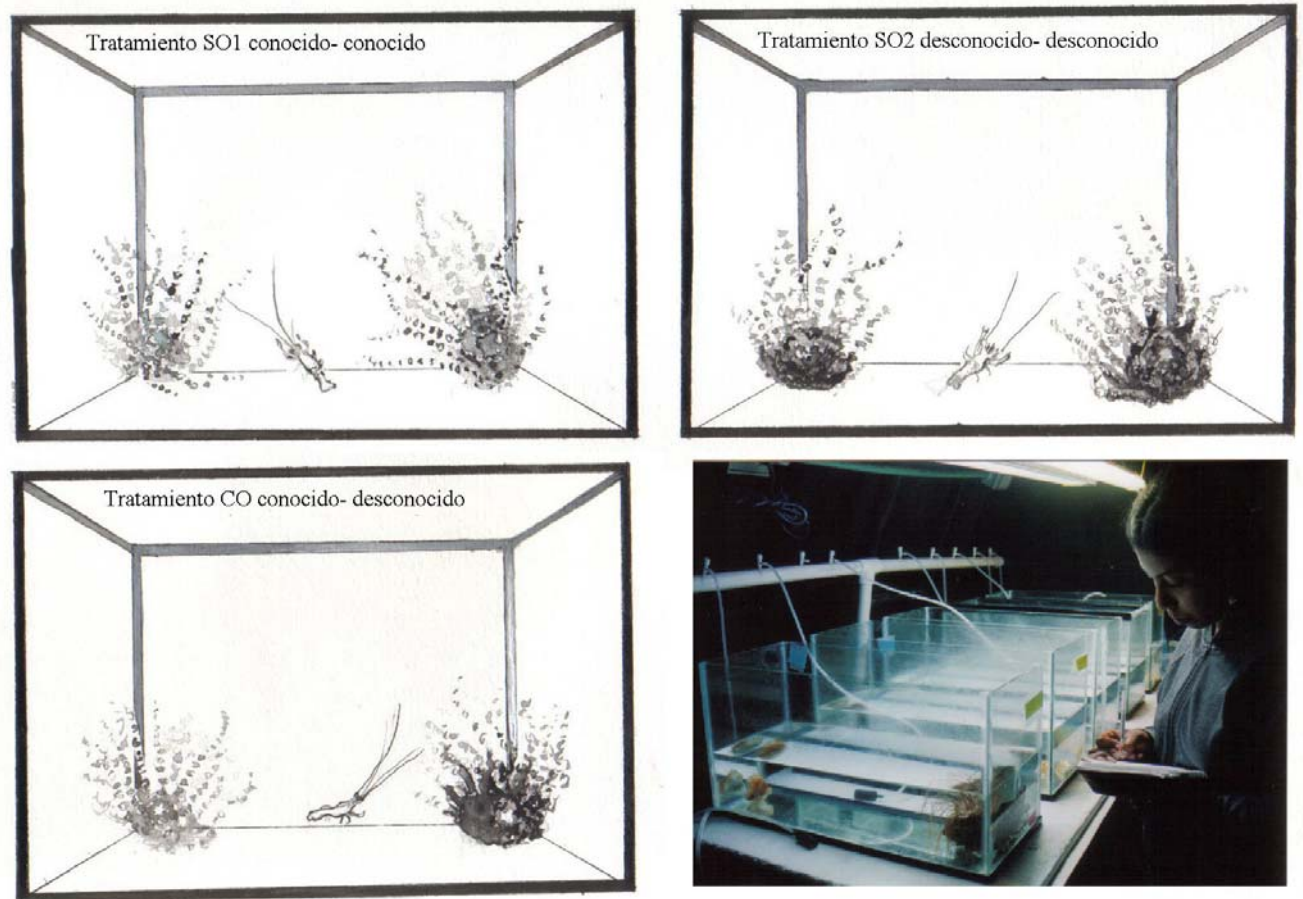 Tratamiento SO1 conocido- conocido
Tratamiento SO2 desconocido- desconocido
Tratamiento CO conocido- desconocido